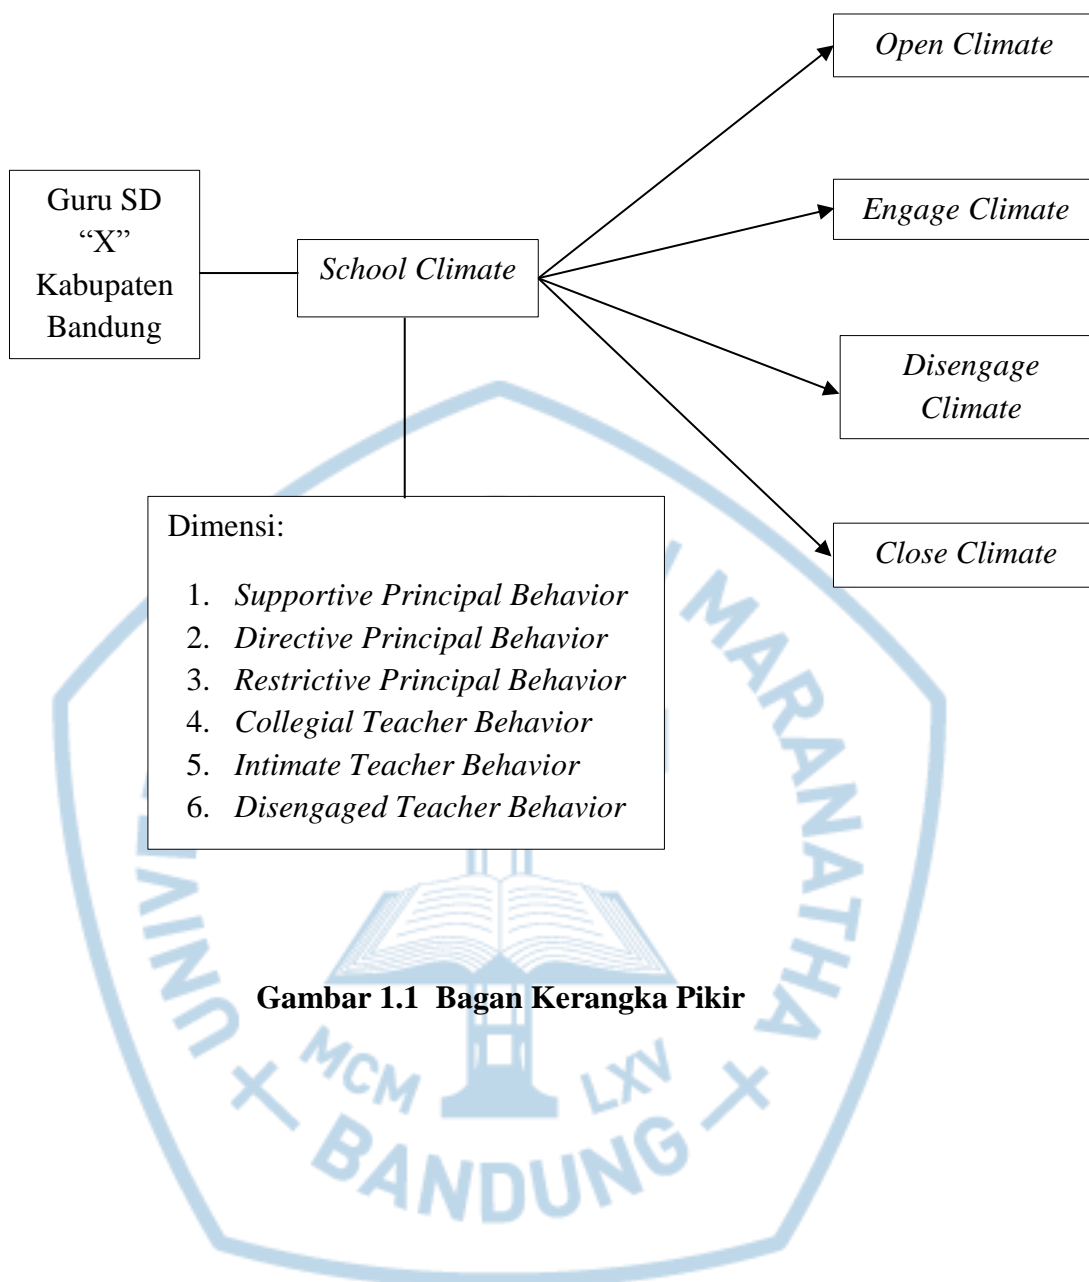 Open Climate
Guru SD
“X”
Kabupaten
Bandung
School Climate
Engage Climate
Disengage
Climate
Close Climate
Dimensi:
1. Supportive Principal Behavior
2. Directive Principal Behavior
3. Restrictive Principal Behavior
4. Collegial Teacher Behavior
5. Intimate Teacher Behavior
6. Disengaged Teacher Behavior
Gambar 1.1 Bagan Kerangka Pikir
MARANATHA
MCM LXV
BANDUNG